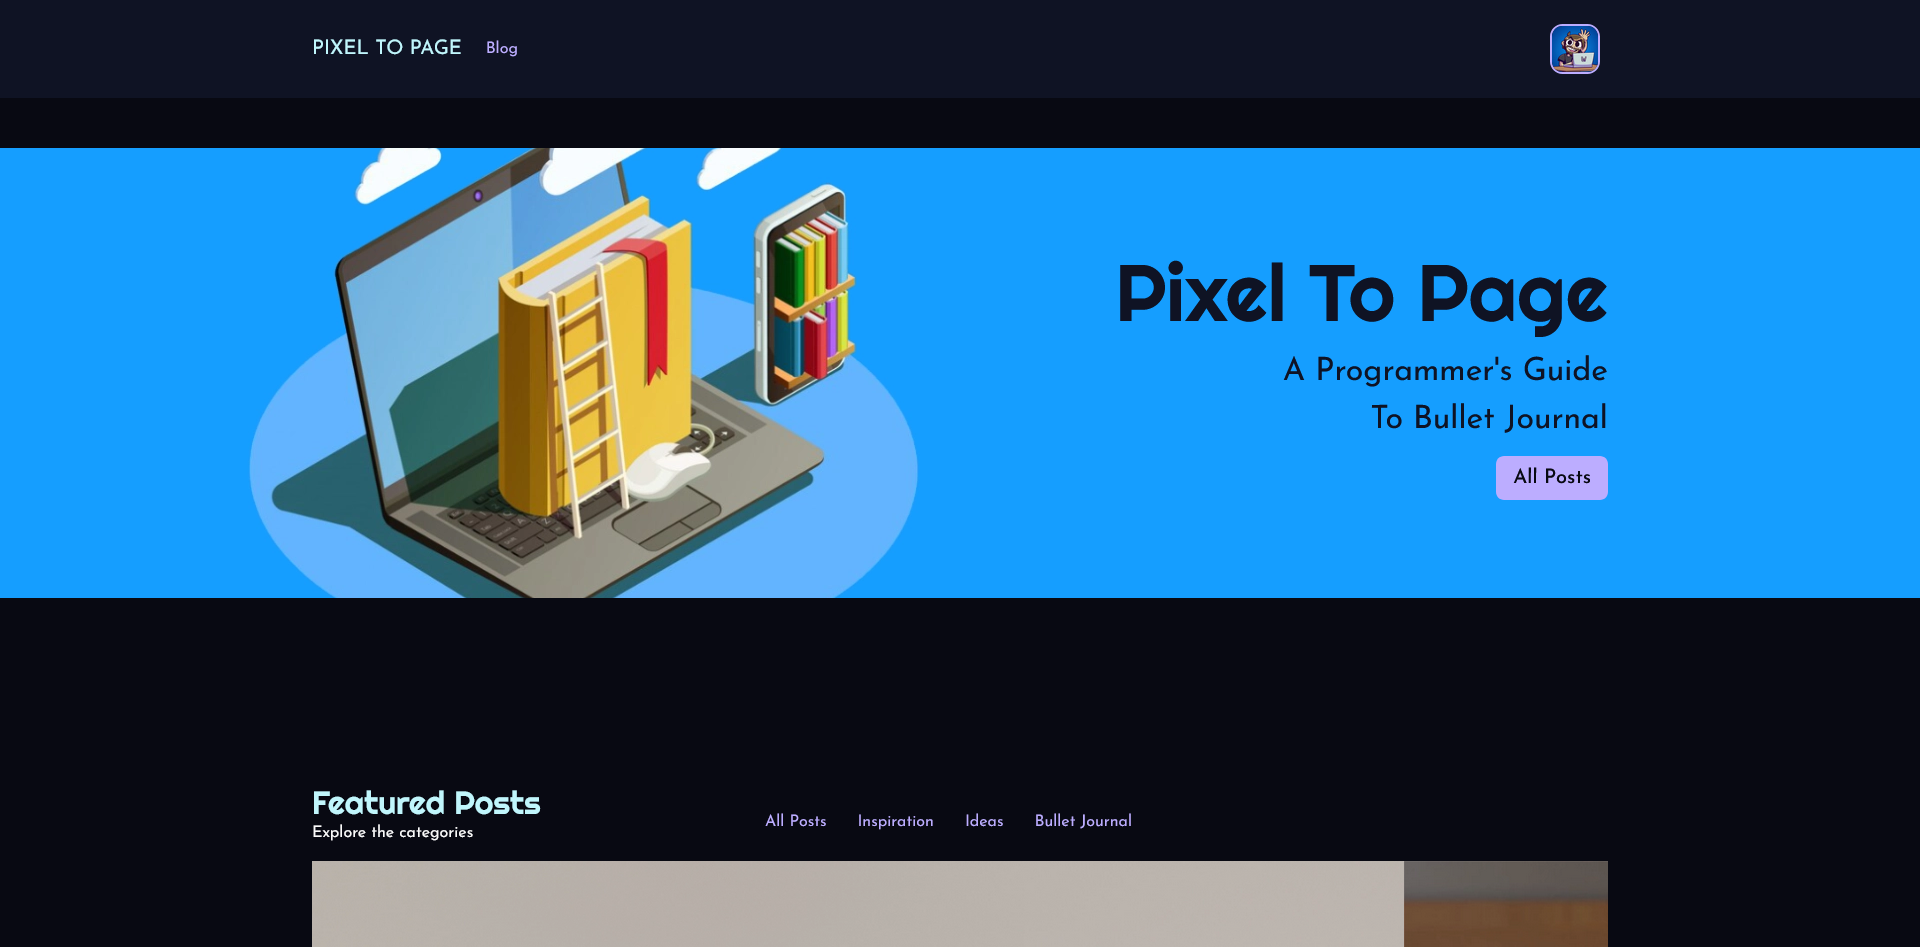 PIXEL TO PAGE
Blog
Pixel To Page
A Programmer's Guide
To Bullet Journal
All Posts
Featured Posts
Explore the categories
All Posts
Inspiration
Ideas
Bullet Journal